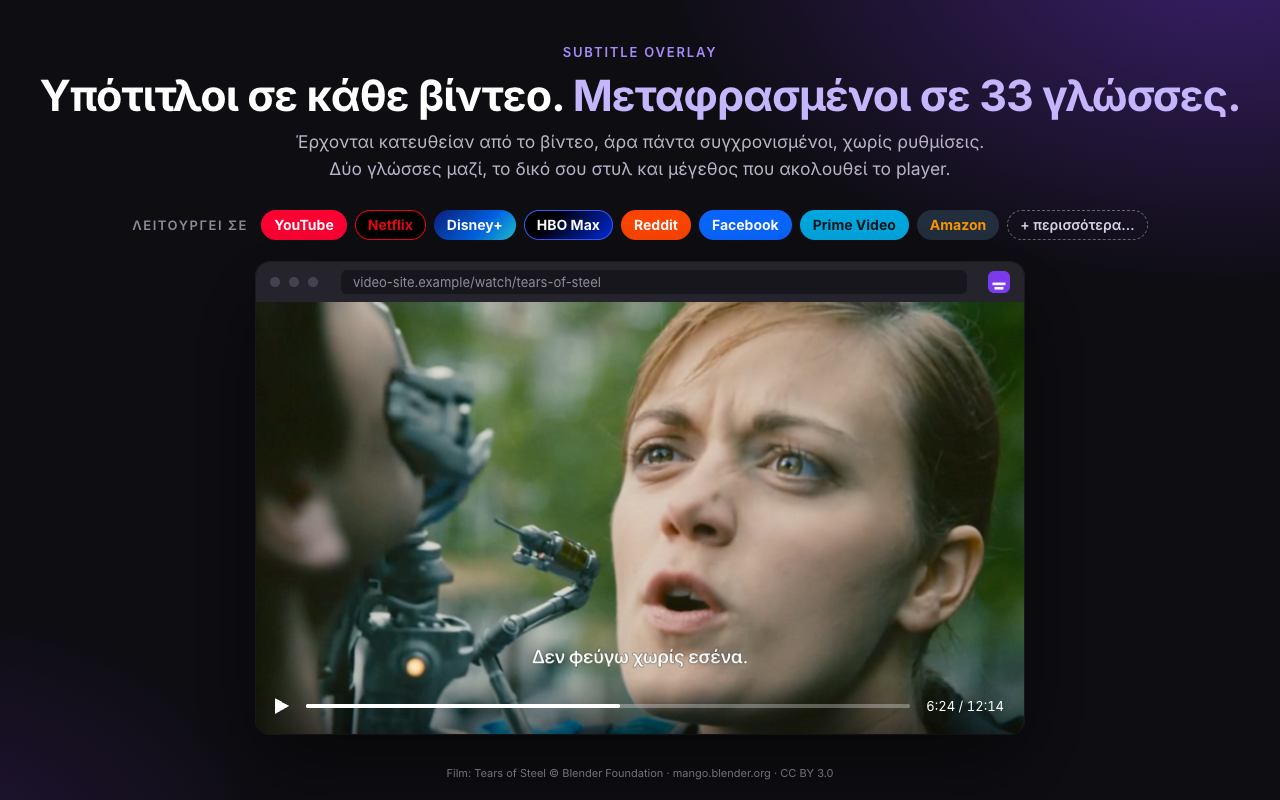 SUBTITLE OVERLAY
Υπότιτλοι σε κάθε βίντεο. Μεταφρασμένοι σε 33 γλώσσες.
Έρχονται κατευθείαν από το βίντεο, άρα πάντα συγχρονισμένοι, χωρίς ρυθμίσεις.
Δύο γλώσσες μαζί, το δικό σου στυλ και μέγεθος που ακολουθεί το player.
ΛΕΙΤΟΥΡΓΕΙ ΣΕ YouTube Netflix Disney+ HBO Max Reddit Facebook Prime Video Amazon + περισσότερα…
video-site.example/watch/tears-of-steel
Δεν φεύγω χωρίς εσένα.
6:24 / 12:14
Film: Tears of Steel © Blender Foundation · mango.blender.org · CC BY 3.0